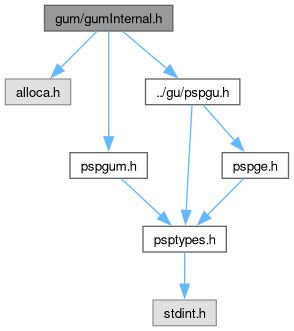 gum/gumInternal.h
alloca.h
../gu/pspgu.h
pspgum.h
pspge.h
psptypes.h
stdint.h